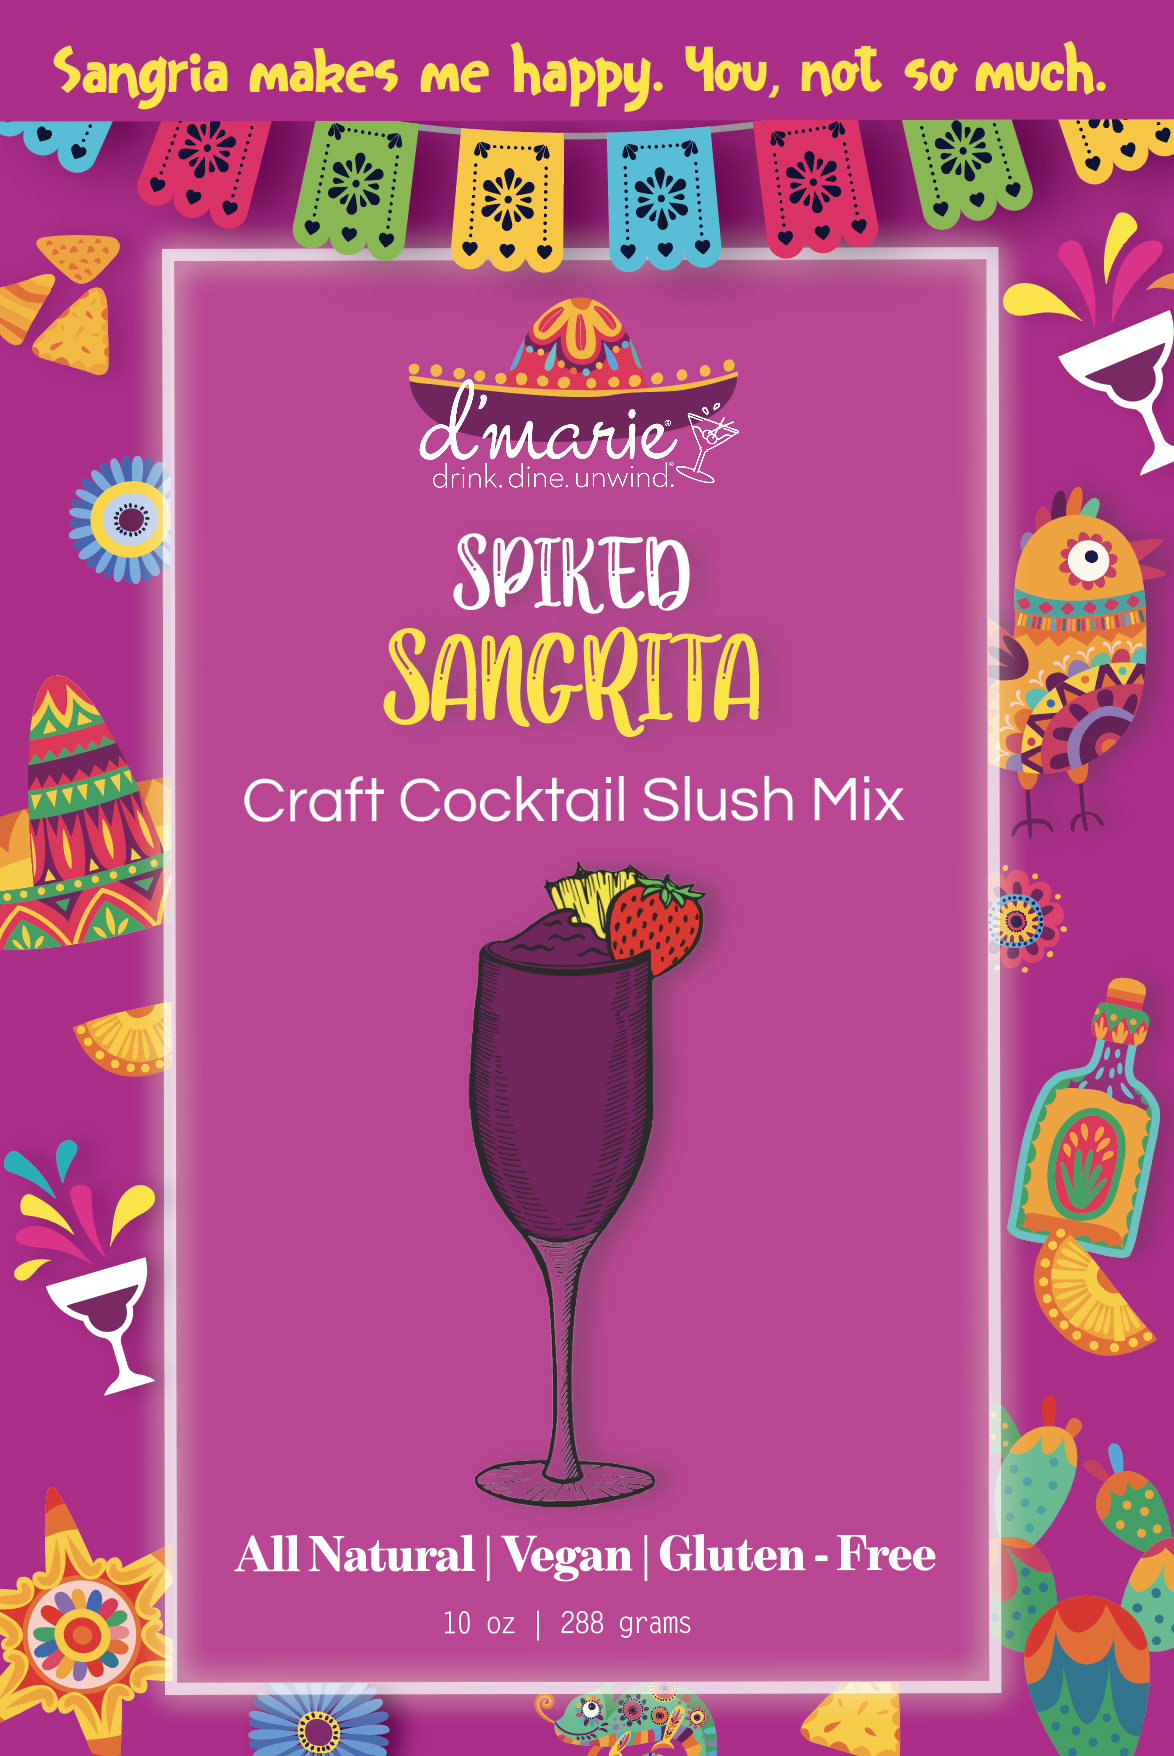 Sangria makes me happy. You, not so much.
d'marie®
drink. dine. unwind.®
SPIKED
SANGRITA
Craft Cocktail Slush Mix
All Natural | Vegan | Gluten - Free
10 oz | 288 grams